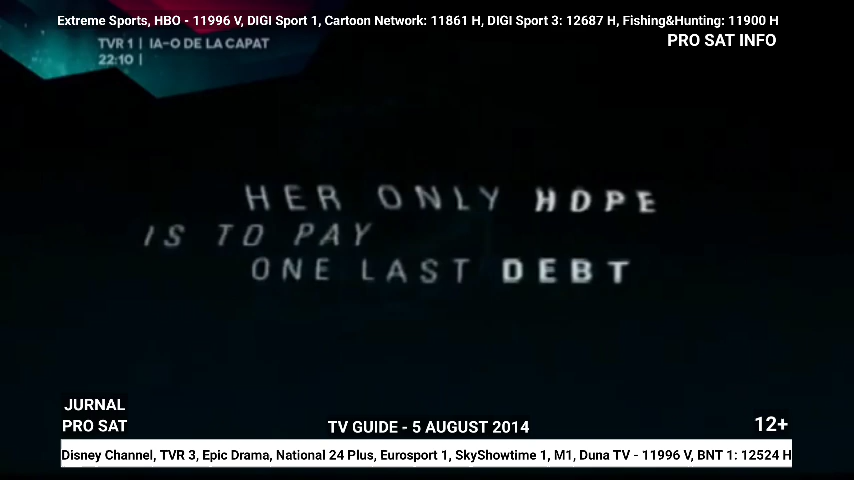 Extreme Sports, HBO - 11996 V, DIGI Sport 1, Cartoon Network: 11861 H, DIGI Sport 3: 12687 H, Fishing&Hunting: 11900 H
TVR 1 | IA-O DE LA CAPAT
22:10 |
PRO SAT INFO
HER ONLY HOPE
IS TO PAY
ONE LAST DEBT
JURNAL
PRO SAT
TV GUIDE - 5 AUGUST 2014
12+
Disney Channel, TVR 3, Epic Drama, National 24 Plus, Eurosport 1, SkyShowtime 1, M1, Duna TV - 11996 V, BNT 1: 12524 H